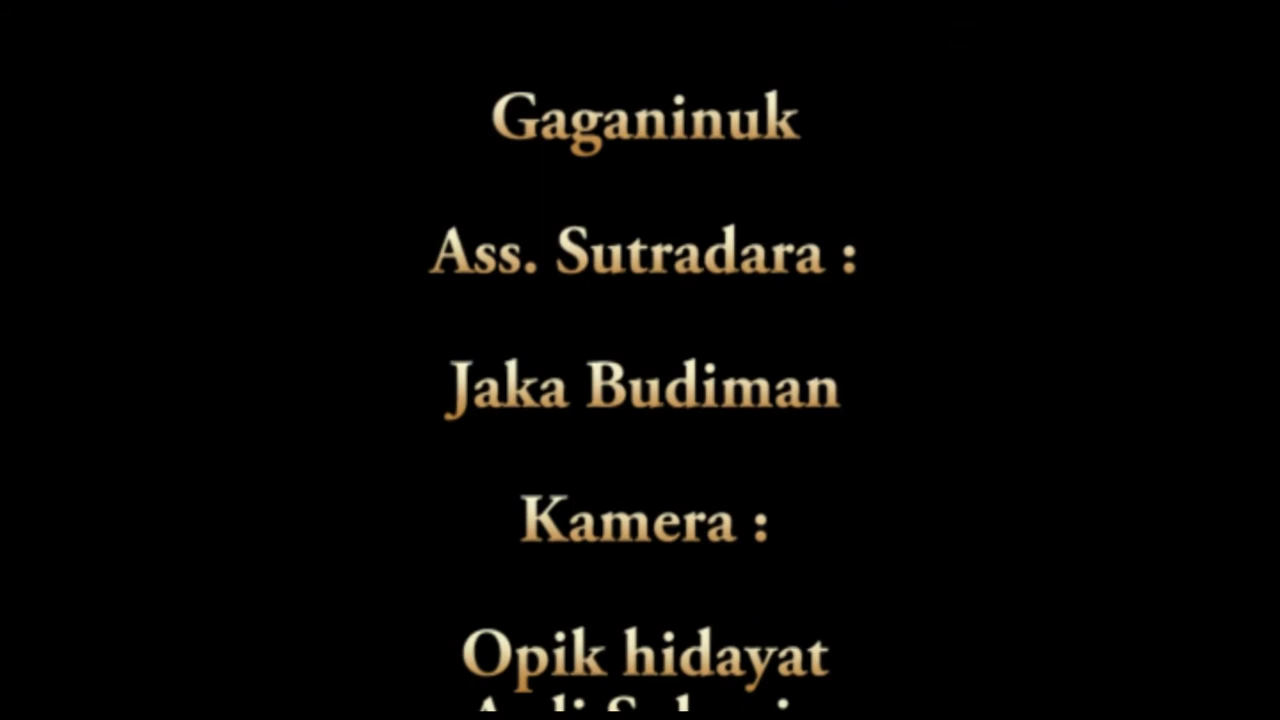 Gaganinuk
Ass. Sutradara :
Jaka Budiman
Kamera :
Opik hidayat